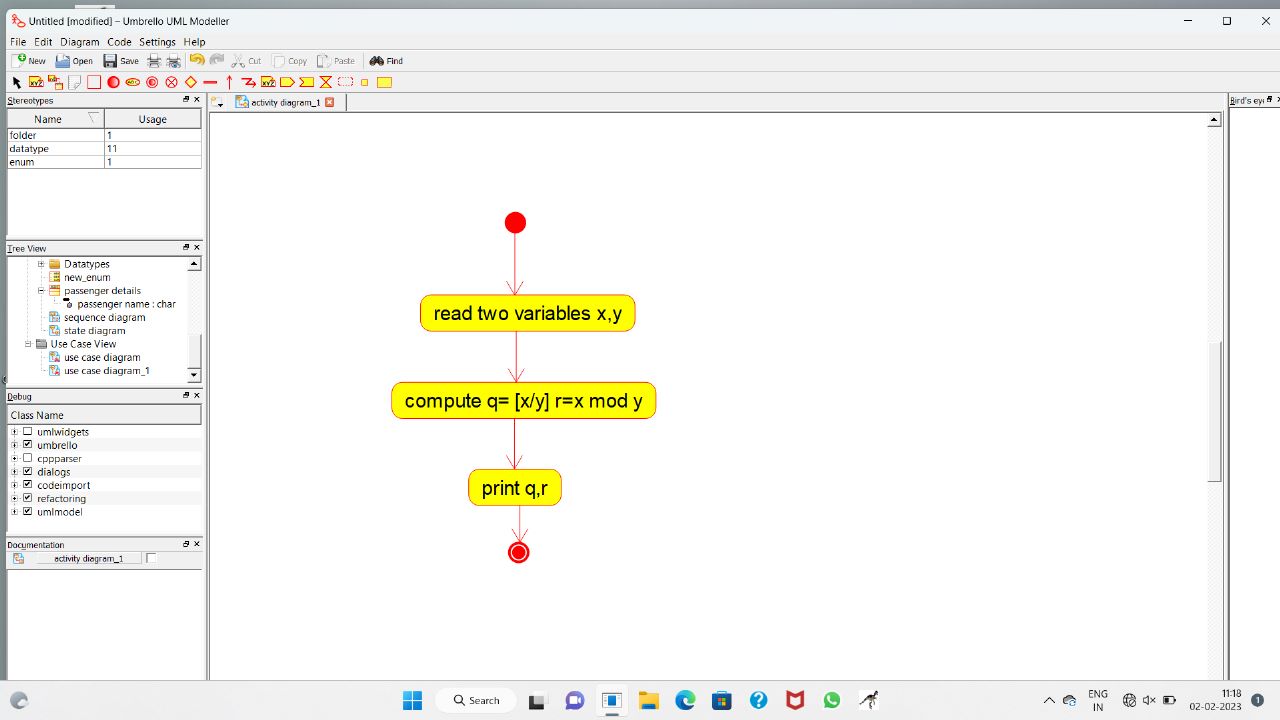 Untitled [modified] – Umbrello UML Modeller
File Edit Diagram Code Settings Help
New Open Save Cut Copy Paste Find
Stereotypes
Name Usage
folder 1
datatype 11
enum 1
Tree View
Datatypes
new_enum
passenger details
passenger name : char
sequence diagram
state diagram
Use Case View
use case diagram
use case diagram_1
Debug
Class Name
umlwidgets
umbrello
cppparser
dialogs
codeimport
refactoring
umlmodel
Documentation
activity diagram_1
activity diagram_1
read two variables x,y
compute q= [x/y] r=x mod y
print q,r
Bird's eye
Search
ENG
IN
11:18
02-02-2023
1